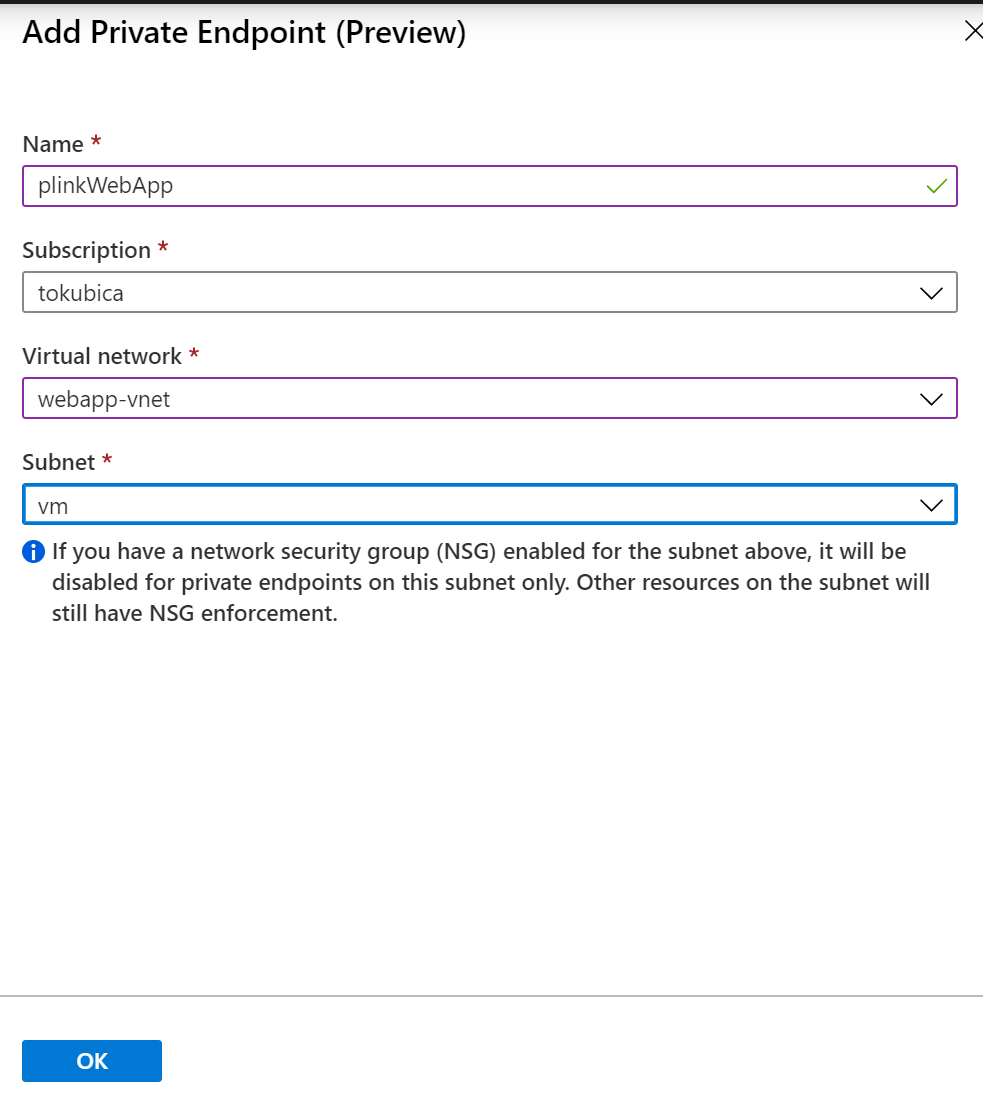 Add Private Endpoint (Preview)
Name *
plinkWebApp
Subscription *
tokubica
Virtual network *
webapp-vnet
Subnet *
vm
If you have a network security group (NSG) enabled for the subnet above, it will be
disabled for private endpoints on this subnet only. Other resources on the subnet will
still have NSG enforcement.
OK